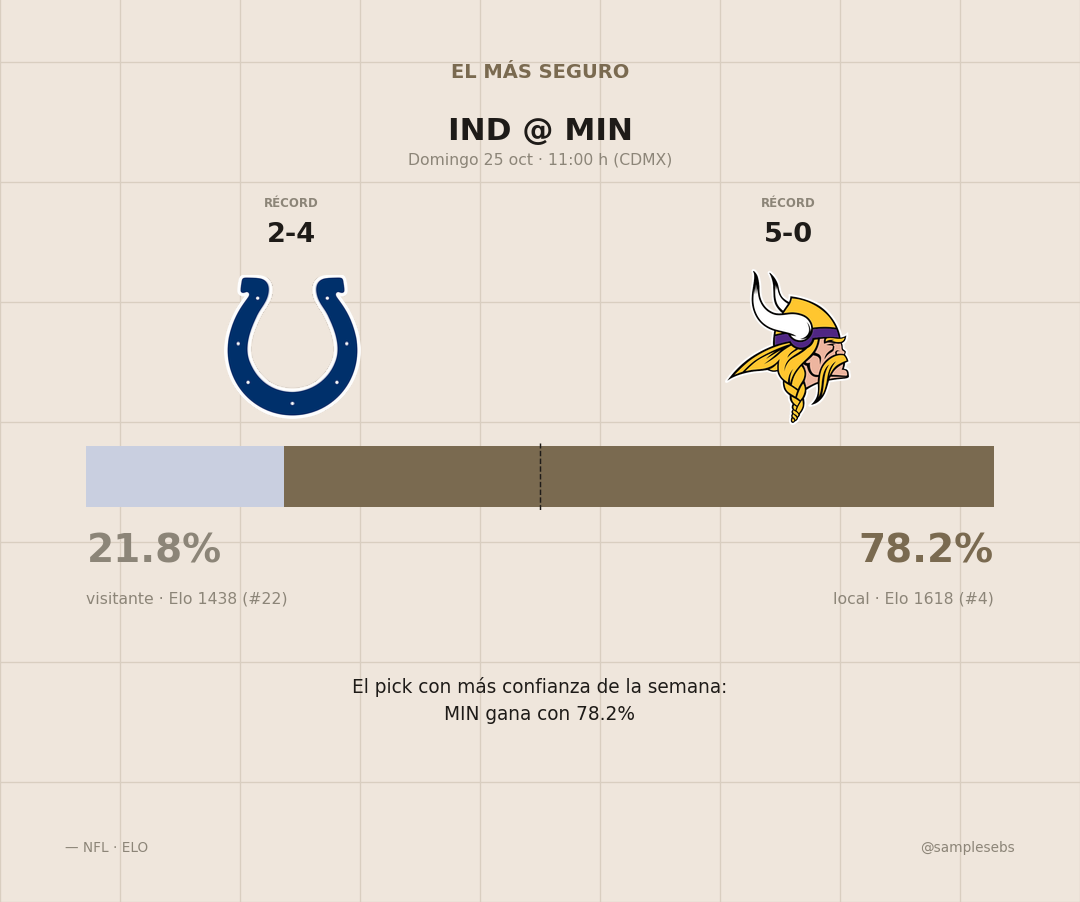 EL MÁS SEGURO
IND @ MIN
Domingo 25 oct · 11:00 h (CDMX)
RÉCORD
2-4
RÉCORD
5-0
21.8%
visitante · Elo 1438 (#22)
78.2%
local · Elo 1618 (#4)
El pick con más confianza de la semana:
MIN gana con 78.2%
— NFL · ELO
@samplesebs